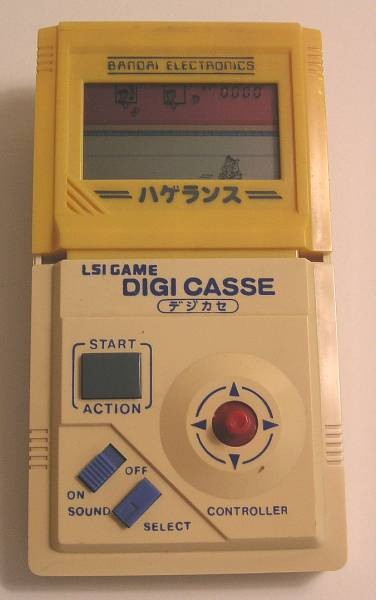 BANDAI ELECTRONICS
0000
ハゲランス
LSI GAME
DIGI CASSE
デジカセ
START
ACTION
OFF
ON
SOUND
SELECT
CONTROLLER